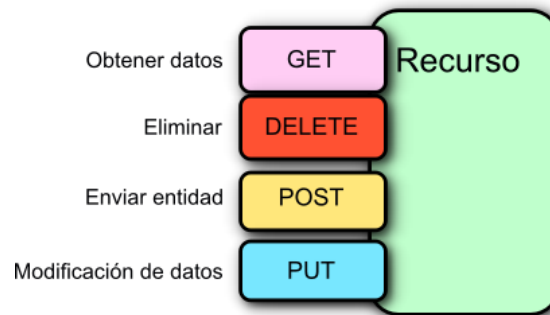 Obtener datos GET Recurso
Eliminar DELETE
Enviar entidad POST
Modificación de datos PUT